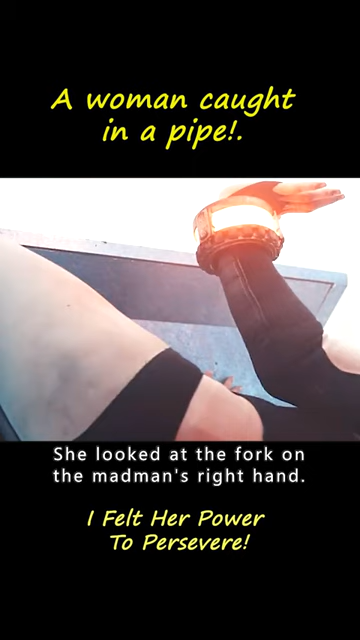 A woman caught
in a pipe!.
She looked at the fork on
the madman's right hand.
I Felt Her Power
To Persevere!